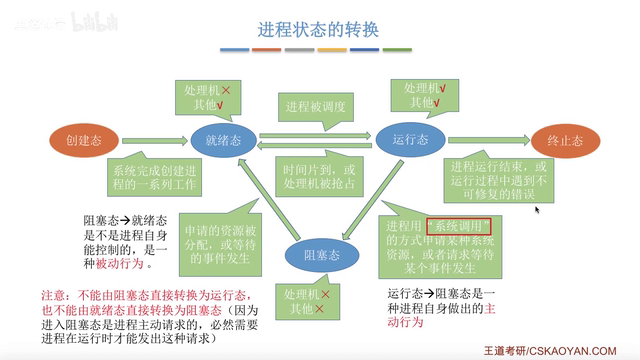 进程状态的转换
bilibili
处理机×
其他√
处理机√
其他√
进程被调度
创建态
就绪态
运行态
终止态
系统完成创建进
程的一系列工作
时间片到，或
处理机被抢占
进程运行结束，或
运行过程中遇到不
可修复的错误
阻塞态→就绪态
是不是进程自身
能控制的，是一
种被动行为。
申请的资源被
分配，或等待
的事件发生
进程用“系统调用”
的方式申请某种系统
资源，或者请求等待
某个事件发生
阻塞态
处理机×
其他×
注意：不能由阻塞态直接转换为运行态，
也不能由就绪态直接转换为阻塞态（因为
进入阻塞态是进程主动请求的，必然需要
进程在运行时才能发出这种请求）
运行态→阻塞态是一
种进程自身做出的主
动行为
王道考研/CSKAOYAN.COM